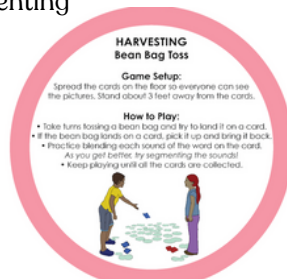 enting
HARVESTING
Bean Bag Toss
Game Setup:
Spread the cards on the floor so everyone can see
the pictures. Stand about 3 feet away from the cards.
How to Play:
• Take turns tossing a bean bag and try to land it on a card.
• If the bean bag lands on a card, pick it up and bring it back.
• Practice blending each sound of the word on the card.
As you get better, try segmenting the sounds!
• Keep playing until all the cards are collected.